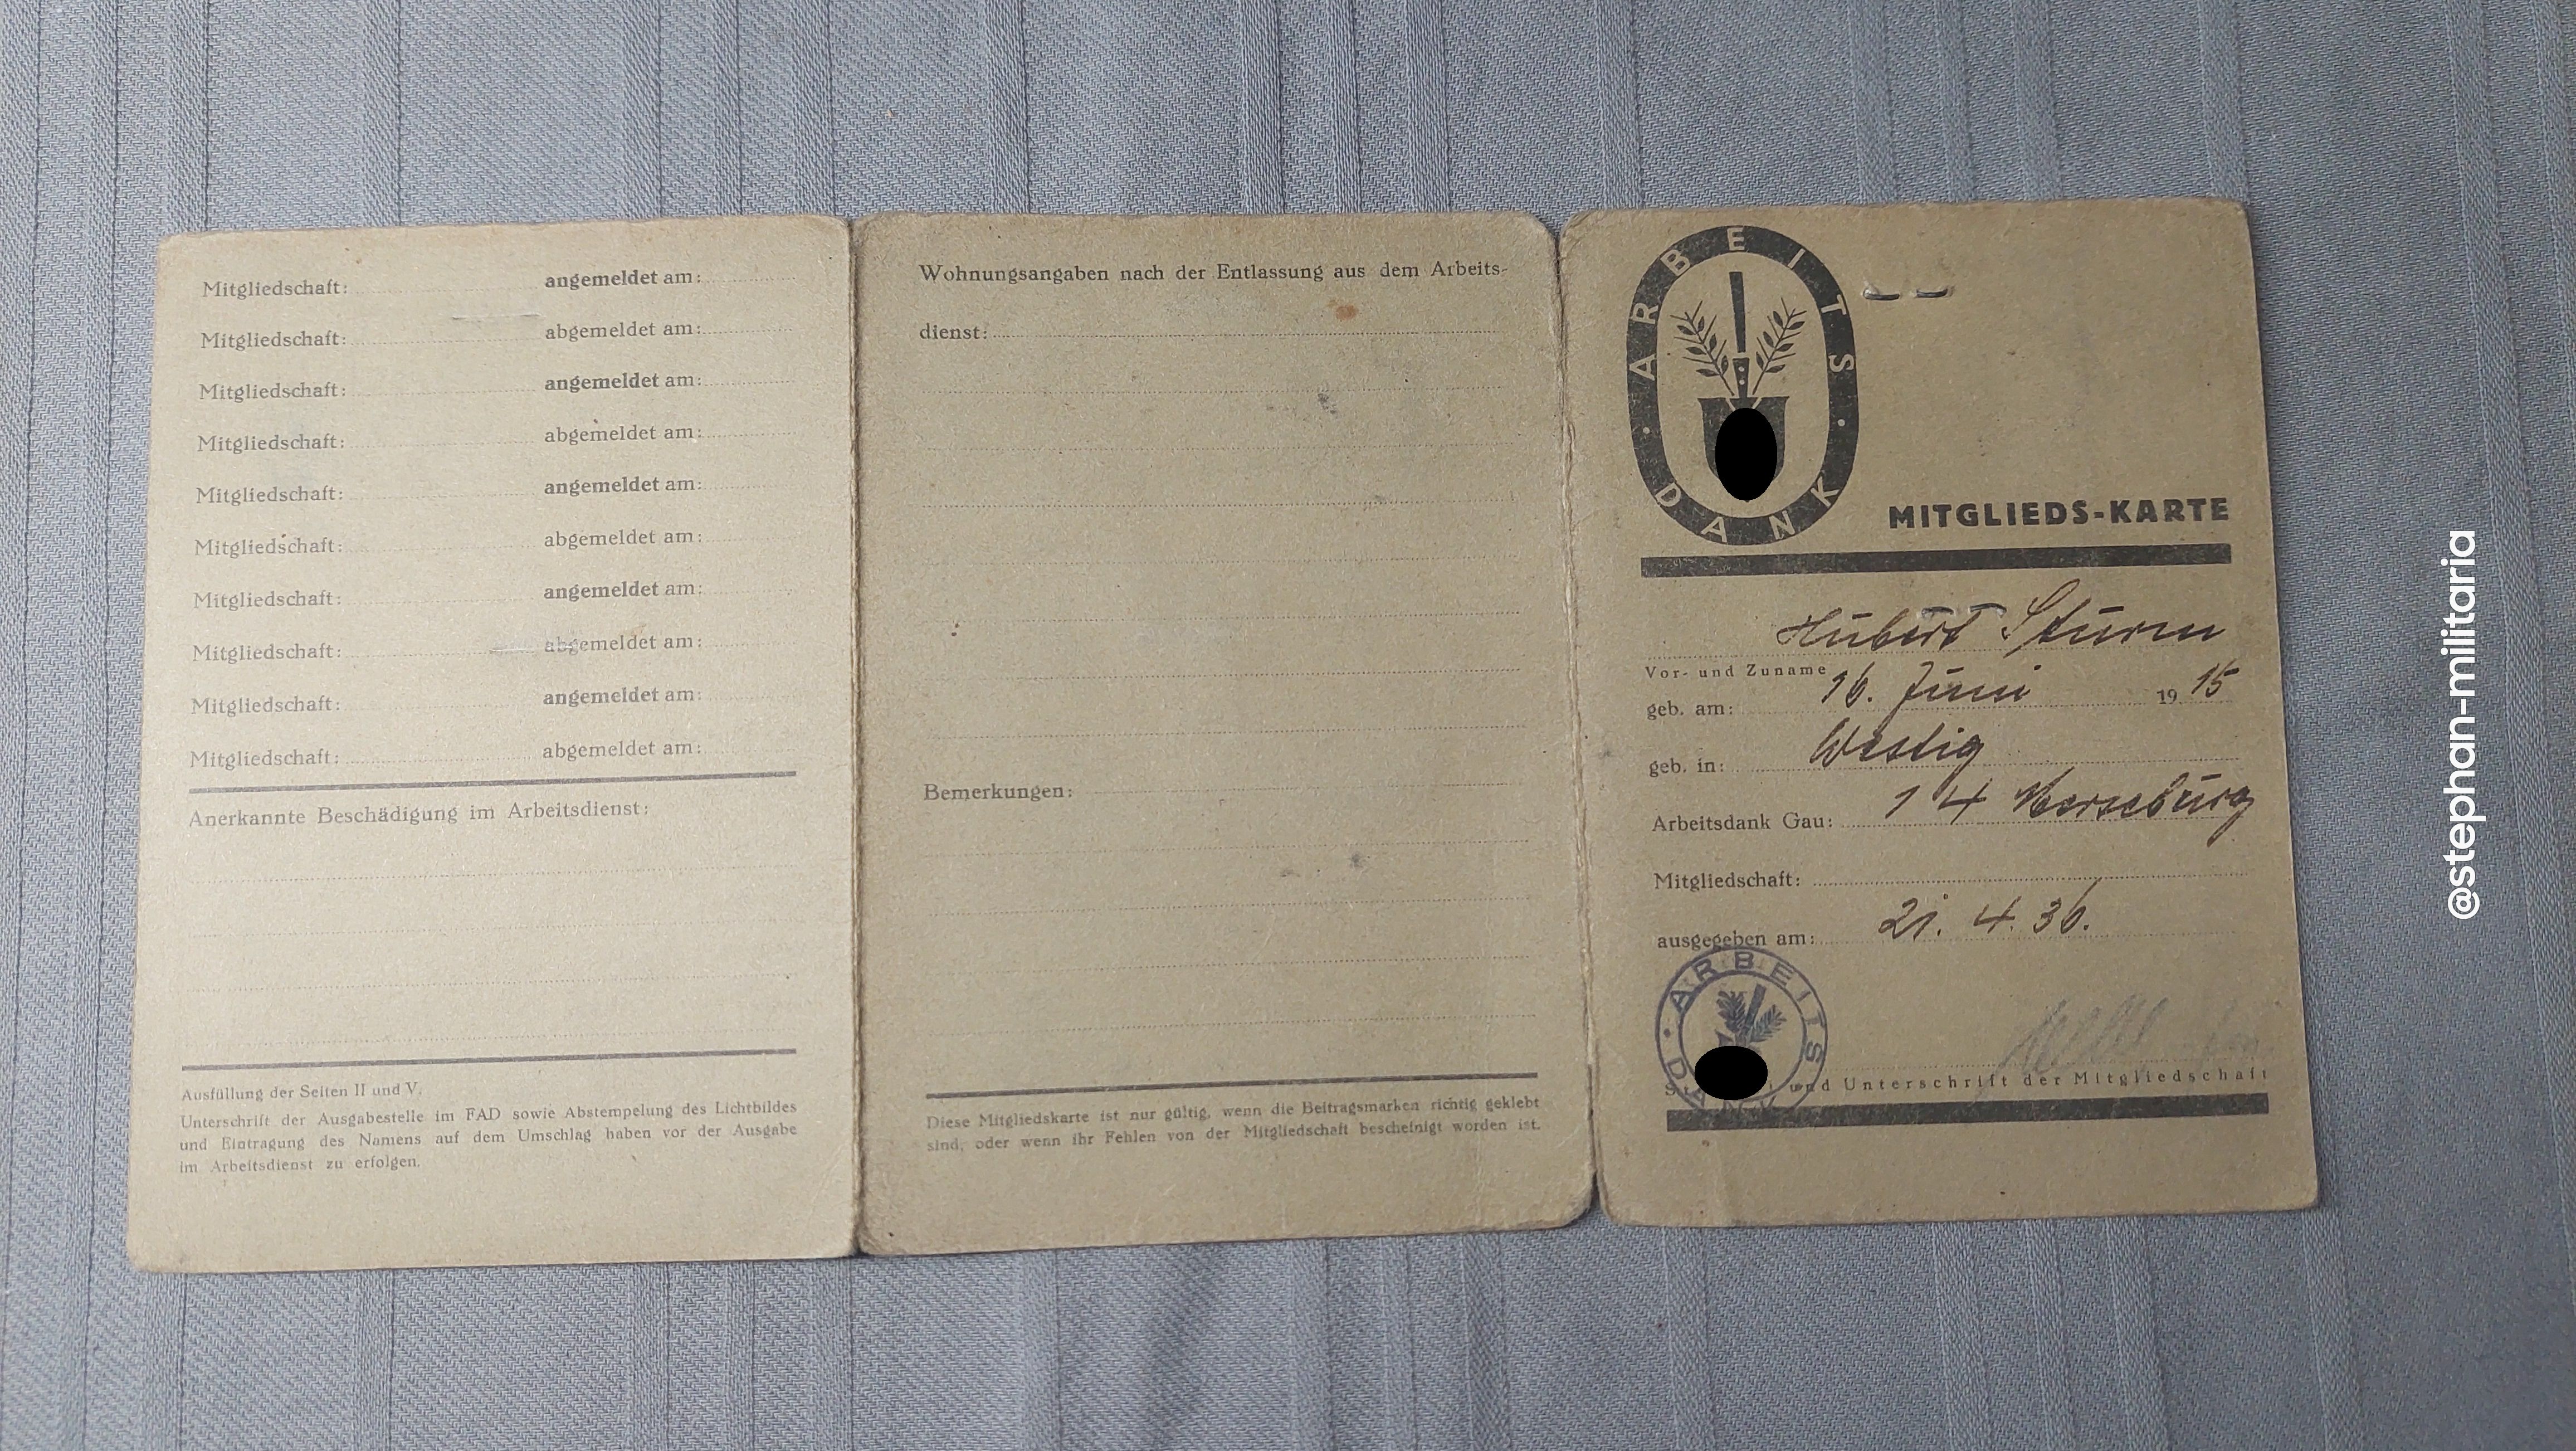 Mitgliedschaft: angemeldet am:
Mitgliedschaft: abgemeldet am:
Mitgliedschaft: angemeldet am:
Mitgliedschaft: abgemeldet am:
Mitgliedschaft: angemeldet am:
Mitgliedschaft: abgemeldet am:
Mitgliedschaft: angemeldet am:
Mitgliedschaft: abgemeldet am:
Mitgliedschaft: angemeldet am:
Mitgliedschaft: abgemeldet am:
Anerkannte Beschädigung im Arbeitsdienst:
Ausfüllung der Seiten II und V.
Unterschrift der Ausgabestelle im FAD sowie Abstempelung des Lichtbildes
und Eintragung des Namens auf dem Umschlag haben vor der Ausgabe
im Arbeitsdienst zu erfolgen.
Wohnungsangaben nach der Entlassung aus dem Arbeits-
dienst:
Bemerkungen:
Diese Mitgliedskarte ist nur gültig, wenn die Beitragsmarken richtig geklebt
sind, oder wenn ihr Fehlen von der Mitgliedschaft bescheinigt worden ist.
ARBEITS · DANK ·
MITGLIEDS-KARTE
Hubert Sturm
Vor- und Zuname
geb. am: 16. Juni 1915
geb. in: Westig
Arbeitsdank Gau: 14 Merseburg
Mitgliedschaft:
ausgegeben am: 21. 4. 36.
· ARBEITS DANK
und Unterschrift der Mitgliedschaft
@stephan-militaria